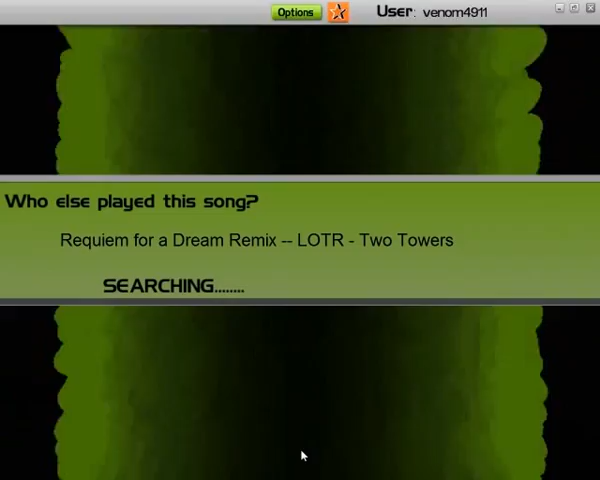 Options User: venom4911
Who else played this song?
Requiem for a Dream Remix -- LOTR - Two Towers
SEARCHING........